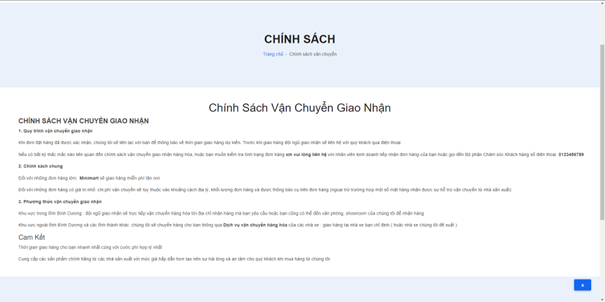 CHÍNH SÁCH
Trang chủ – Chính sách vận chuyển
Chính Sách Vận Chuyển Giao Nhận
CHÍNH SÁCH VẬN CHUYỂN GIAO NHẬN
1. Quy trình vận chuyển giao nhận
Khi đơn đặt hàng đã được xác nhận, chúng tôi sẽ liên lạc với bạn để thông báo về thời gian giao hàng dự kiến. Trước khi giao hàng đội ngũ giao nhận sẽ liên hệ với quý khách qua điện thoại
Nếu có bất kỳ thắc mắc nào liên quan đến chính sách vận chuyển giao nhận hàng hóa, hoặc bạn muốn kiểm tra tình trạng đơn hàng xin vui lòng liên hệ với nhân viên kinh doanh tiếp nhận đơn hàng của bạn hoặc gọi đến Bộ phận Chăm sóc Khách hàng số điện thoại 0123456789
2. Chính sách chung
Đối với những đơn hàng lớn: Minimart sẽ giao hàng miễn phí tận nơi
Đối với những đơn hàng có giá trị nhỏ: chi phí vận chuyển sẽ tùy thuộc vào khoảng cách địa lý, khối lượng đơn hàng và được thông báo cụ trên đơn hàng (ngoại trừ trường hợp một số mặt hàng nhận được sự hỗ trợ vận chuyển từ nhà sản xuất)
3. Phương thức vận chuyển giao nhận
Khu vực trong tỉnh Bình Dương : đội ngũ giao nhận sẽ trực tiếp vận chuyển hàng hóa tới địa chỉ nhận hàng mà bạn yêu cầu hoặc bạn cũng có thể đến văn phòng, showroom của chúng tôi để nhận hàng
Khu vực ngoài tỉnh Bình Dương và các tỉnh thành khác: chúng tôi sẽ chuyển hàng cho bạn thông qua Dịch vụ vận chuyển hàng hóa của các nhà xe : giao hàng tại nhà xe bạn chỉ định ( hoặc nhà xe chúng tôi đề xuất )
Cam Kết
Thời gian giao hàng cho bạn nhanh nhất cùng với cước phí hợp lý nhất
Cung cấp các sản phẩm chính hãng từ các nhà sản xuất với mức giá hấp dẫn hơn tạo nên sự hài lòng và an tâm cho quý khách khi mua hàng từ chúng tôi